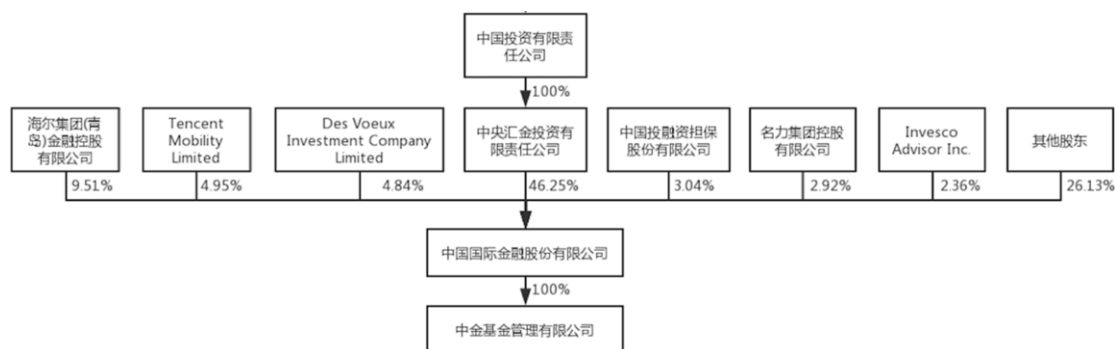 中国投资有限责
任公司
100%
海尔集团(青
岛)金融控股
有限公司
Tencent
Mobility
Limited
Des Voeux
Investment Company
Limited
中央汇金投资有
限责任公司
中国投融资担保
股份有限公司
名力集团控股
有限公司
Invesco
Advisor Inc.
其他股东
9.51%
4.95%
4.84%
46.25%
3.04%
2.92%
2.36%
26.13%
中国国际金融股份有限公司
100%
中金基金管理有限公司